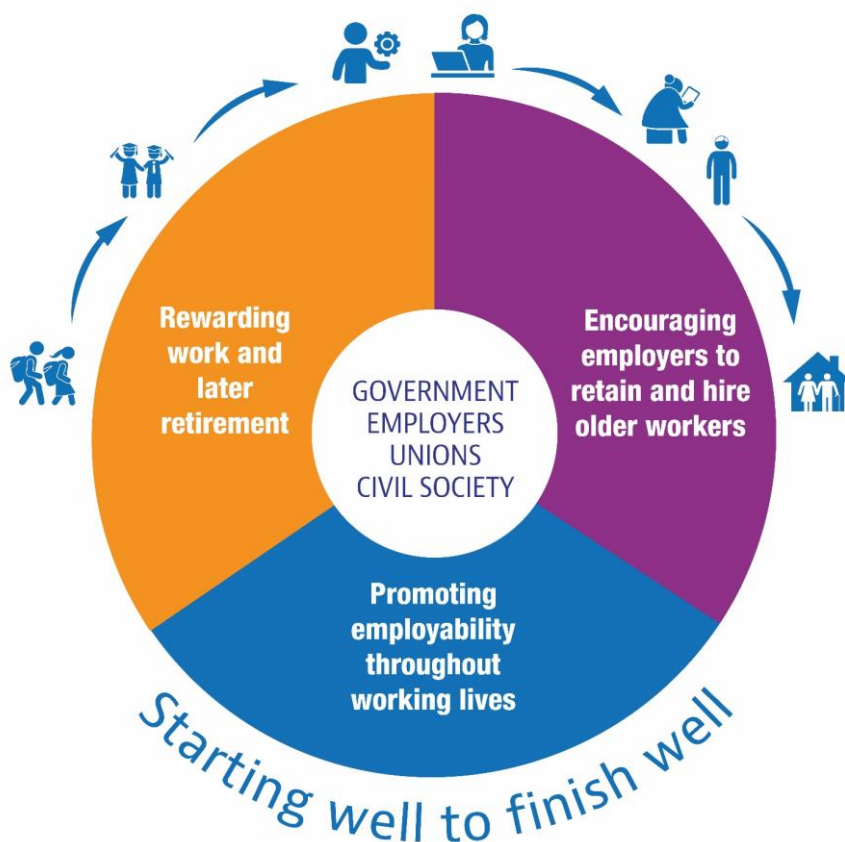 Rewarding
work and
later
retirement
Encouraging
employers to
retain and hire
older workers
GOVERNMENT
EMPLOYERS
UNIONS
CIVIL SOCIETY
Promoting
employability
throughout
working lives
Starting well to finish well